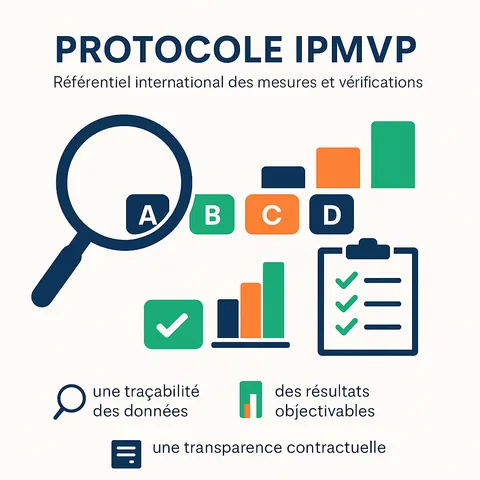 PROTOCOLE IPMVP
Référentiel international des mesures et vérifications
A B C D
une traçabilité
des données
des résultats
objectivables
une transparence contractuelle